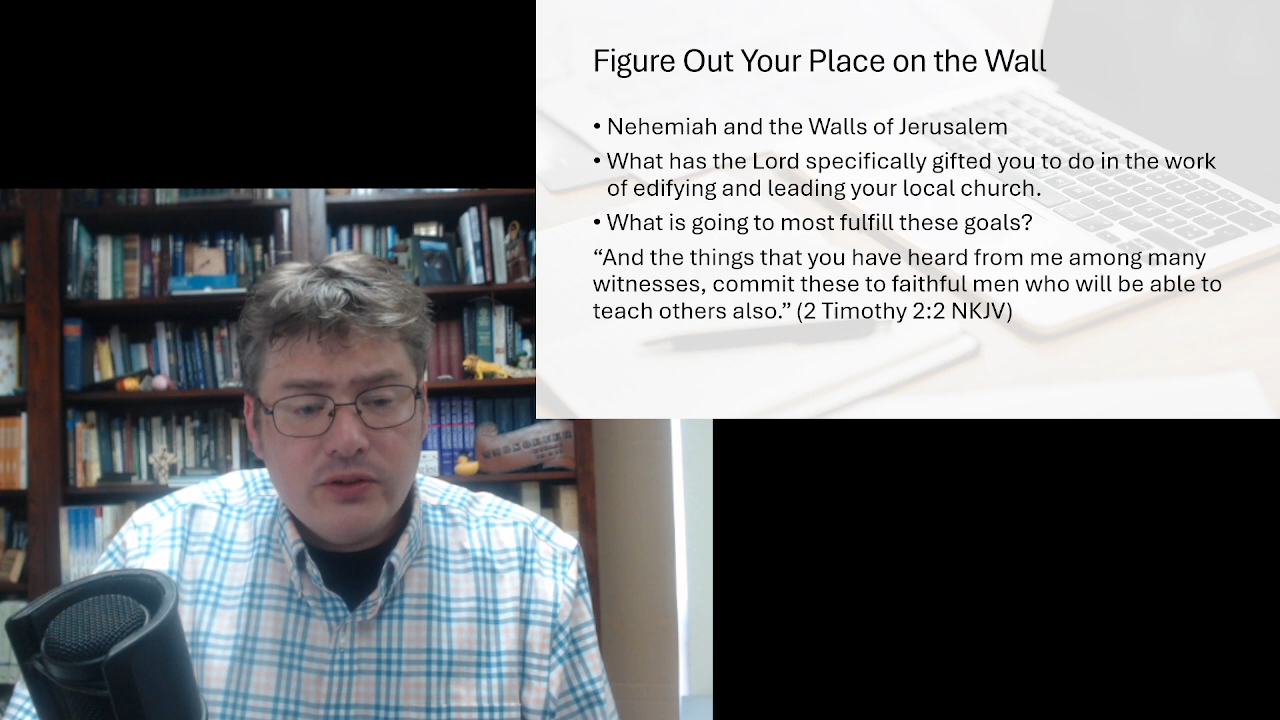 Figure Out Your Place on the Wall
• Nehemiah and the Walls of Jerusalem
• What has the Lord specifically gifted you to do in the work
of edifying and leading your local church.
• What is going to most fulfill these goals?
“And the things that you have heard from me among many
witnesses, commit these to faithful men who will be able to
teach others also.” (2 Timothy 2:2 NKJV)